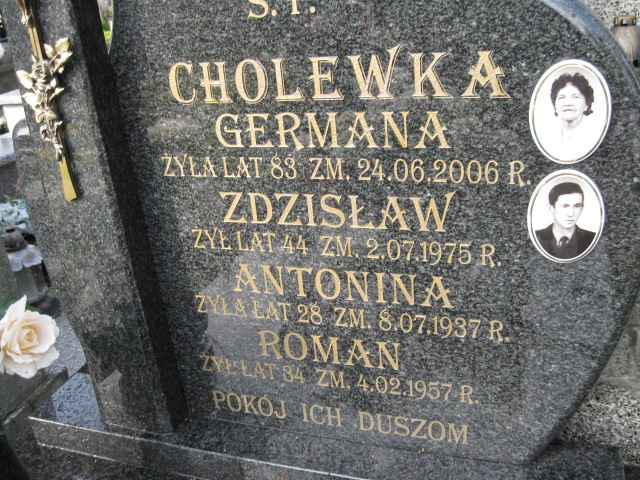 Ś.P.
CHOLEWKA
GERMANA
ŻYŁA LAT 83 ZM. 24.06.2006 R.
ZDZISŁAW
ŻYŁ LAT 44 ZM. 2.07.1975 R.
ANTONINA
ŻYŁA LAT 28 ZM. 8.07.1937 R.
ROMAN
ŻYŁ LAT 84 ZM. 4.02.1957 R.
POKÓJ ICH DUSZOM